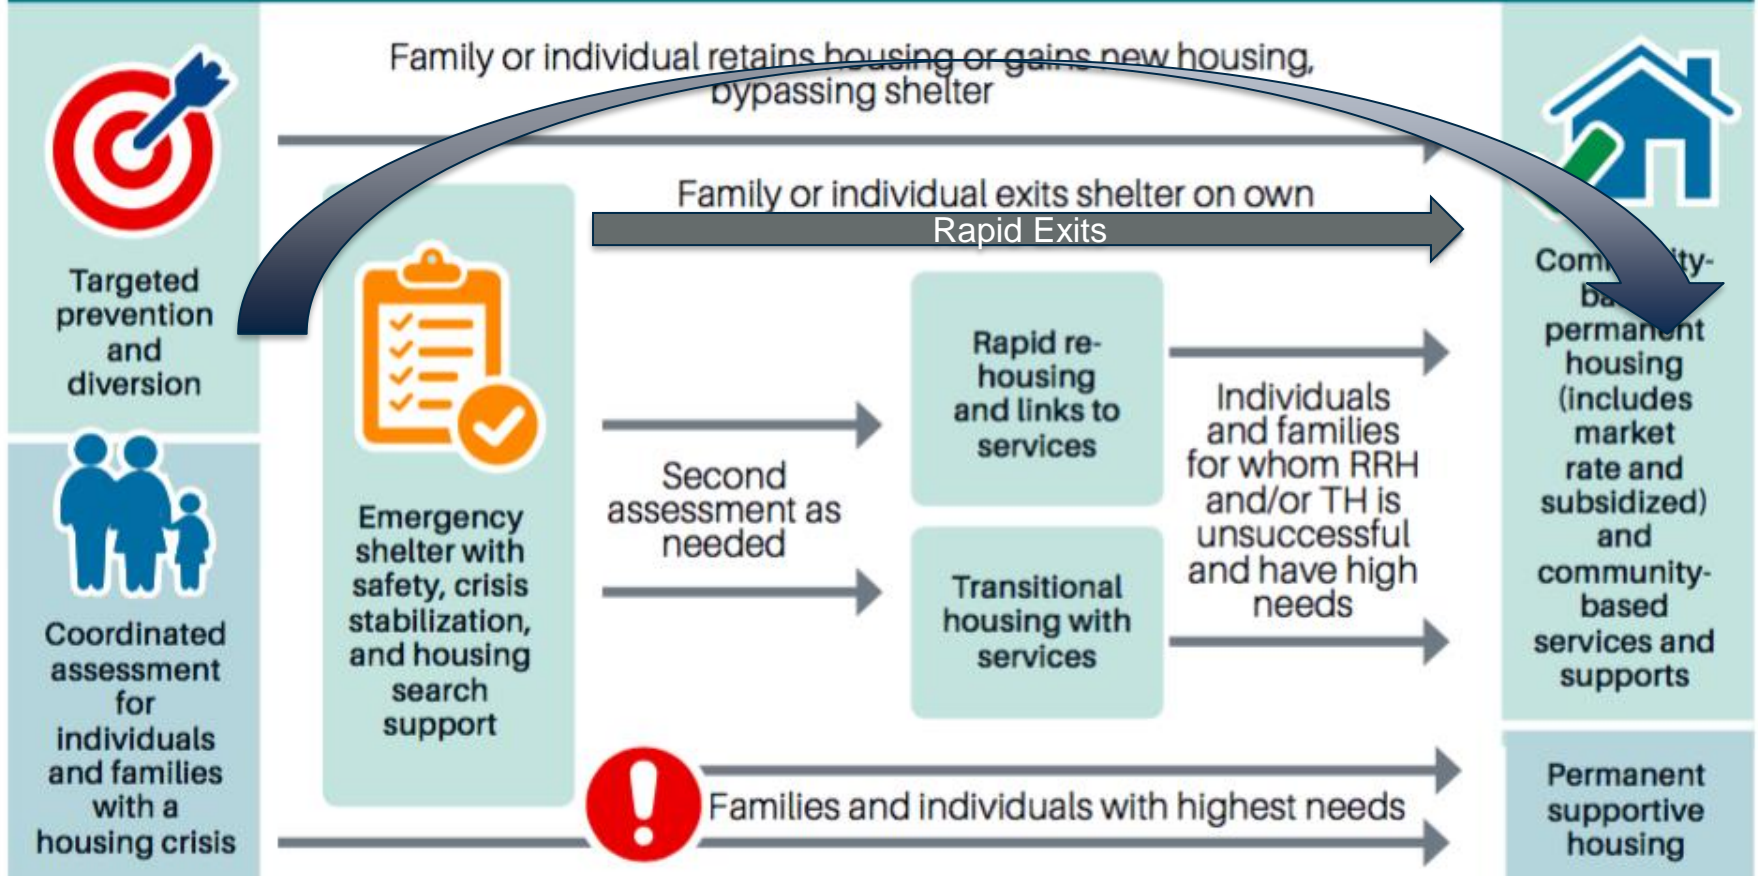 Family or individual retains housing or gains new housing,
bypassing shelter
Family or individual exits shelter on own
Rapid Exits
Targeted
prevention
and
diversion
Coordinated
assessment
for
individuals
and families
with a
housing crisis
Emergency
shelter with
safety, crisis
stabilization,
and housing
search
support
Second
assessment as
needed
Rapid re-
housing
and links to
services
Transitional
housing with
services
Individuals
and families
for whom RRH
and/or TH is
unsuccessful
and have high
needs
Families and individuals with highest needs
permanent
housing
(includes
market
rate and
subsidized)
and
community-
based
services and
supports
Permanent
supportive
housing